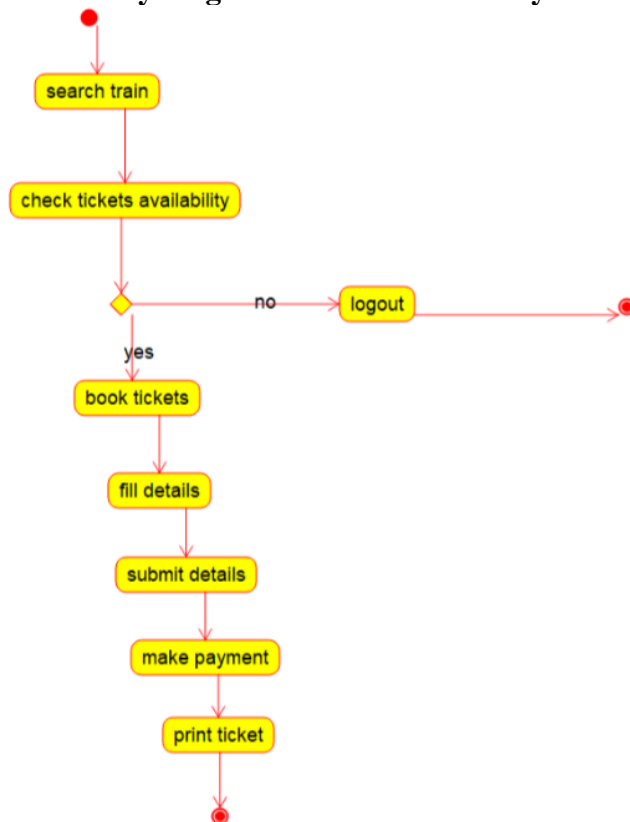 search train
check tickets availability
no
logout
yes
book tickets
fill details
submit details
make payment
print ticket